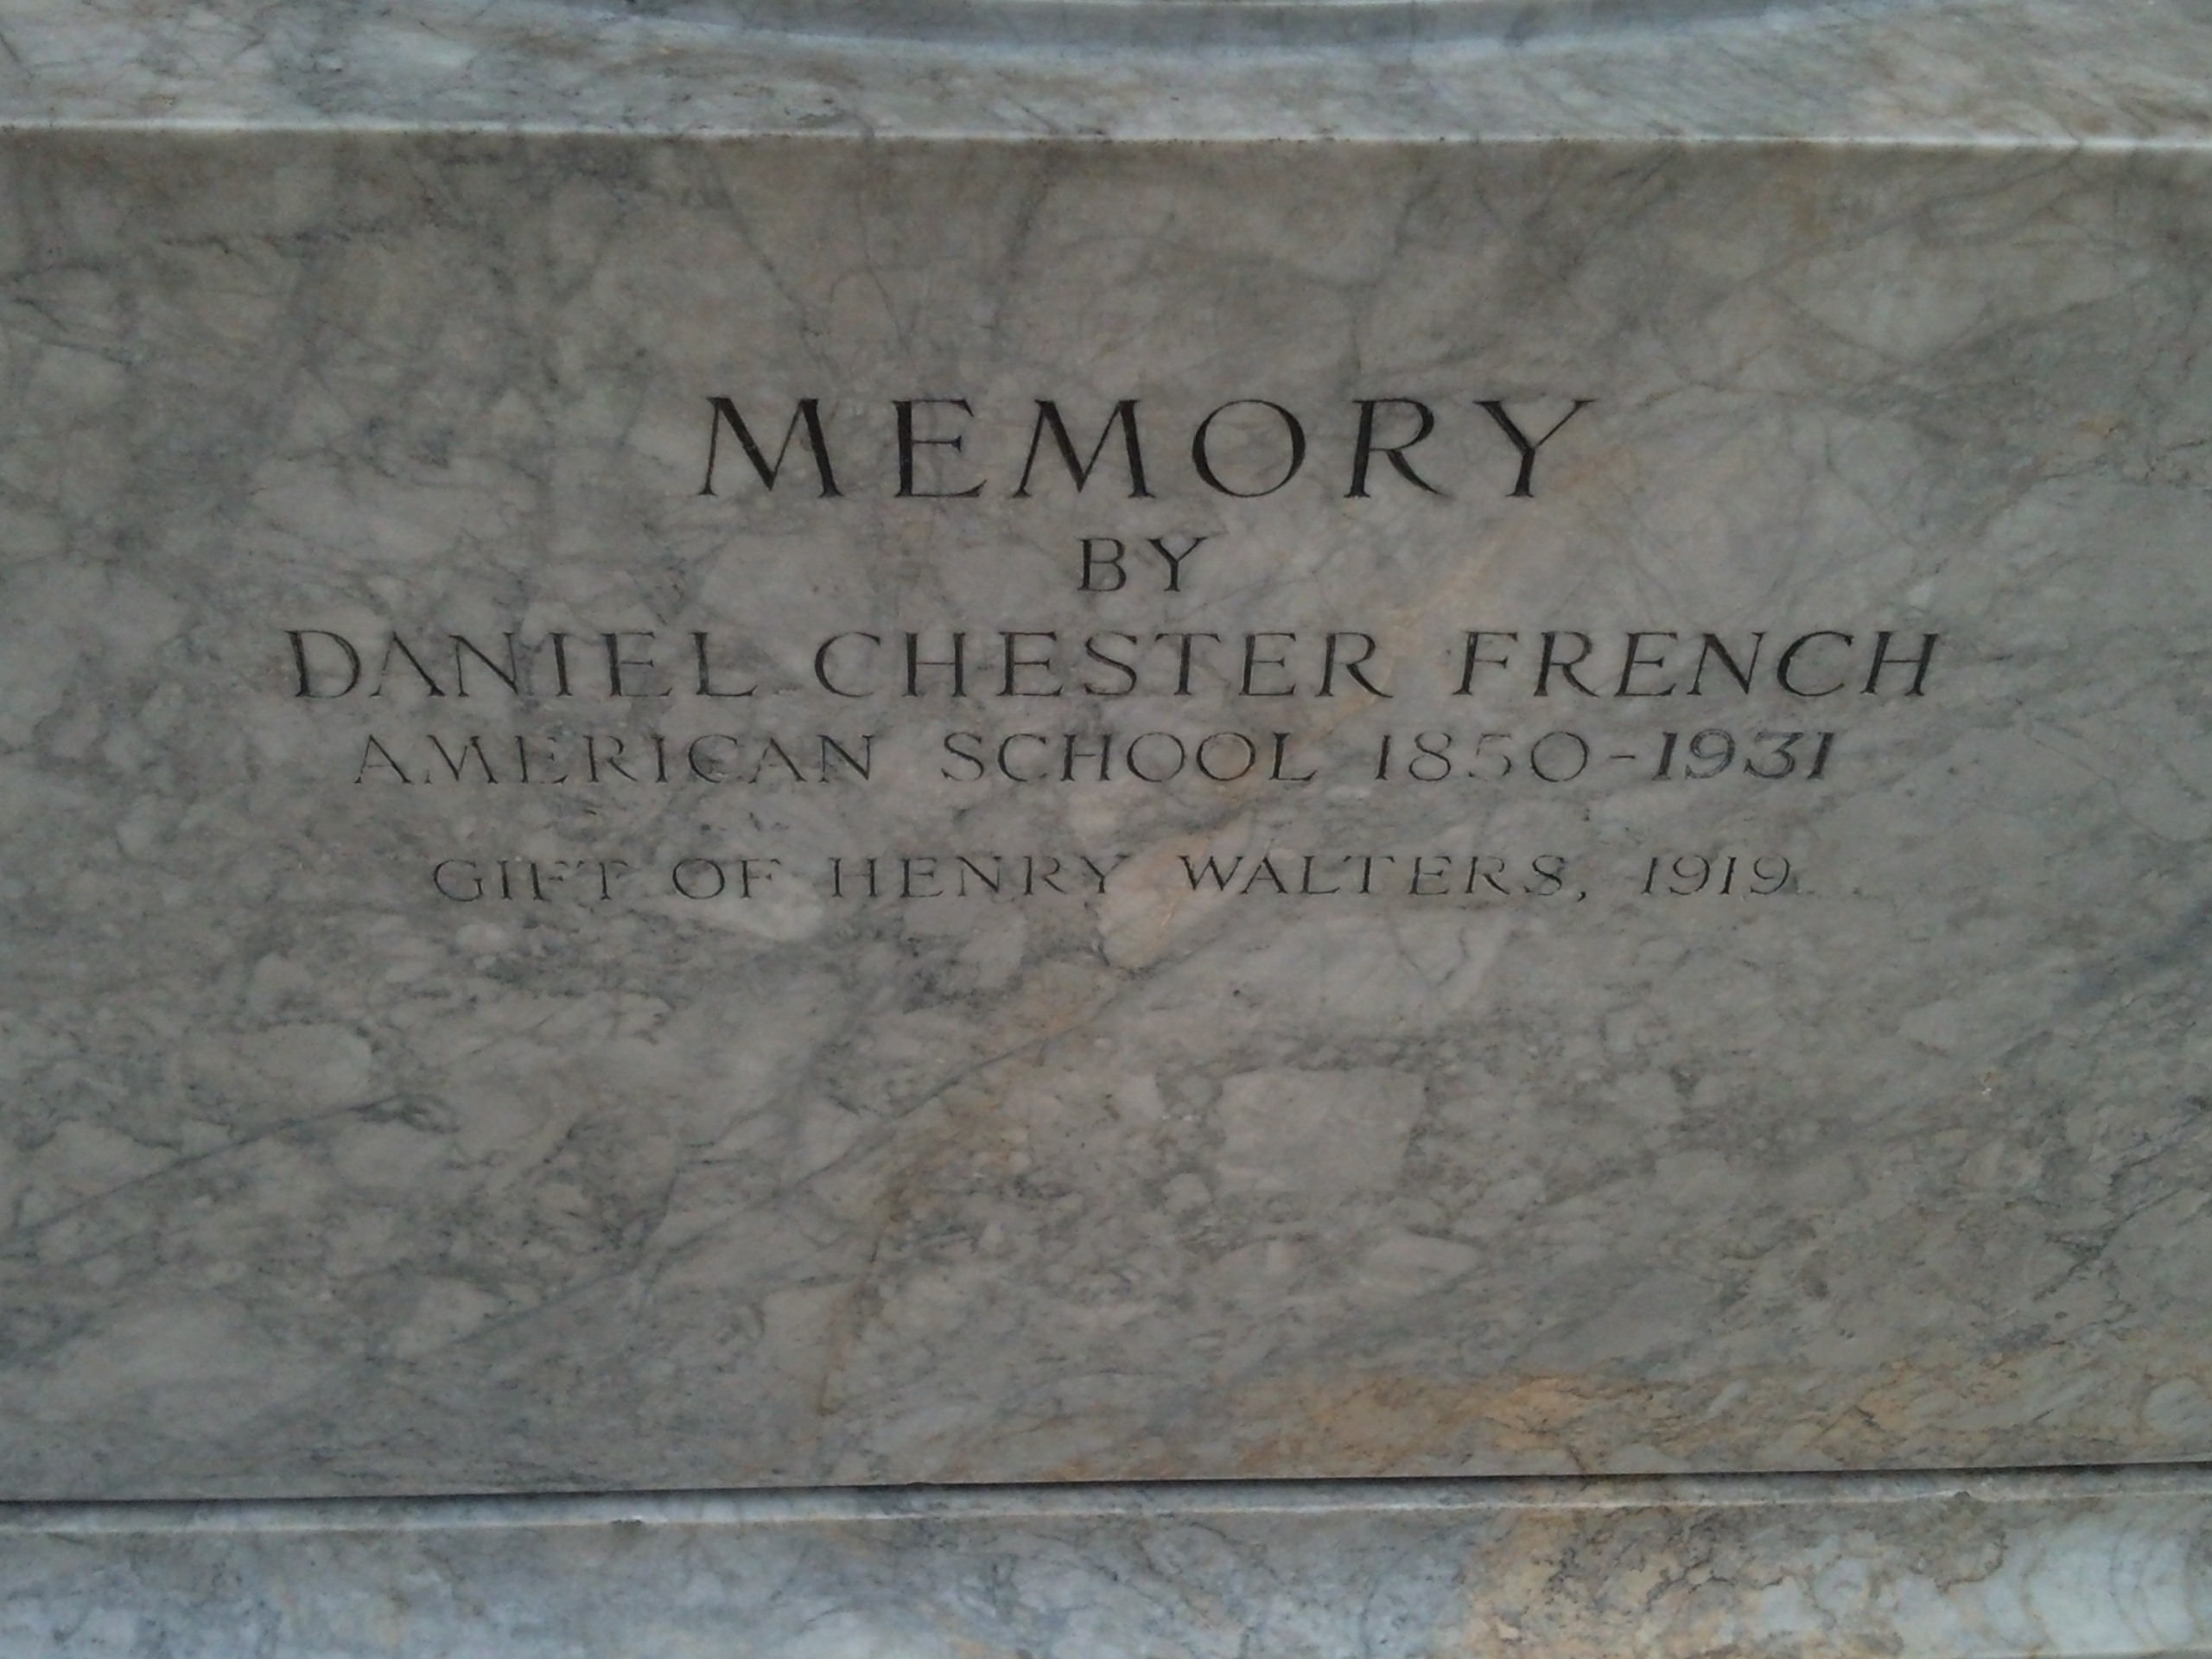 MEMORY
BY
DANIEL CHESTER FRENCH
AMERICAN SCHOOL 1850-1931
GIFT OF HENRY WALTERS, 1919